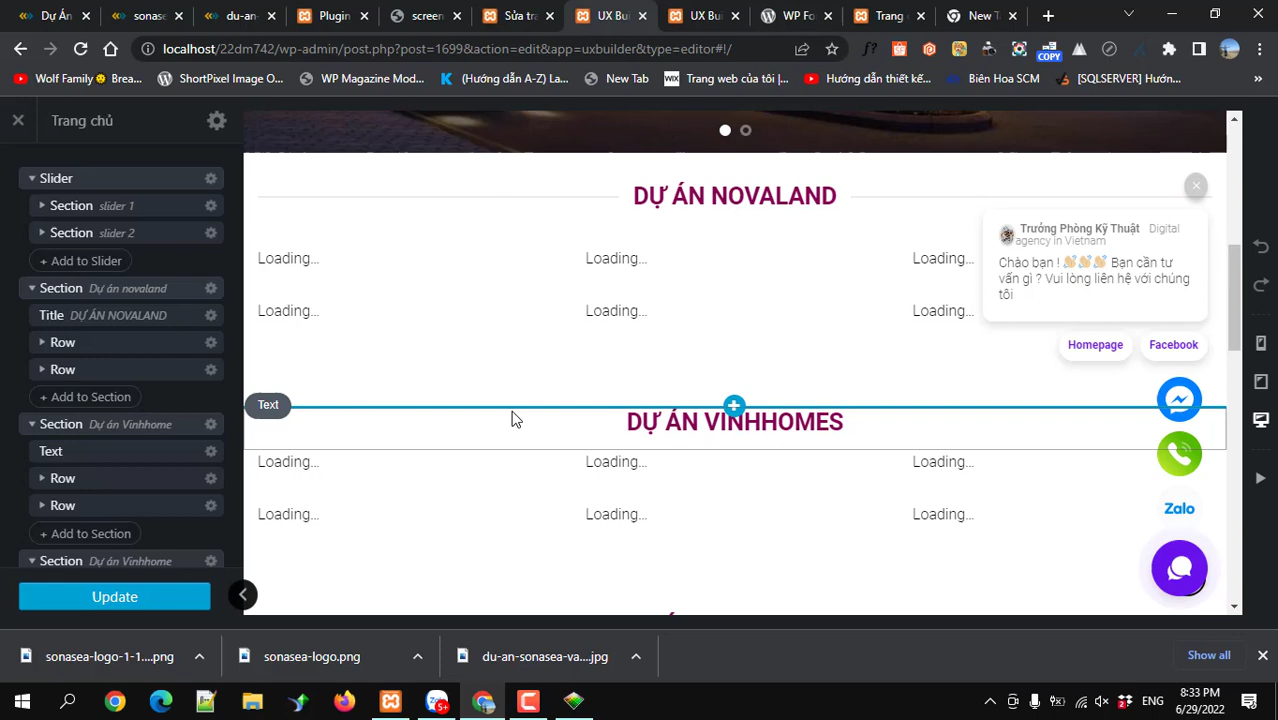 Dự Án
sonase
du-an-
Plugin
screen
Sửa tra
UX Bui
UX Bui
WP For
Trang c
New Ta
localhost/22dm742/wp-admin/post.php?post=1699&action=edit&app=uxbuilder&type=editor#!/
f?
COPY
Wolf Family🙂 Brea...
ShortPixel Image O...
WP Magazine Mod...
K (Hướng dẫn A-Z) La...
New Tab
WIX Trang web của tôi |...
Hướng dẫn thiết kế...
Biên Hoa SCM
[SQLSERVER] Hướn...
Trang chủ
Slider
Section slider 1
Section slider 2
+ Add to Slider
Section Dự án novaland
Title DỰ ÁN NOVALAND
Row
Row
+ Add to Section
Section Dự án Vinhhome
Text
Row
Row
+ Add to Section
Section Dự án Vinhhome
Update
DỰ ÁN NOVALAND
Loading... Loading... Loading...
Loading... Loading... Loading...
Text
DỰ ÁN VINHHOMES
Loading... Loading... Loading...
Loading... Loading... Loading...
Trưởng Phòng Kỹ Thuật Digital
agency in Vietnam
Chào bạn ! 👋👋👋 Bạn cần tư
vấn gì ? Vui lòng liên hệ với chúng
tôi
Homepage
Facebook
Zalo
sonasea-logo-1-1....png
sonasea-logo.png
du-an-sonasea-va....jpg
Show all
5+
ENG
8:33 PM
6/29/2022